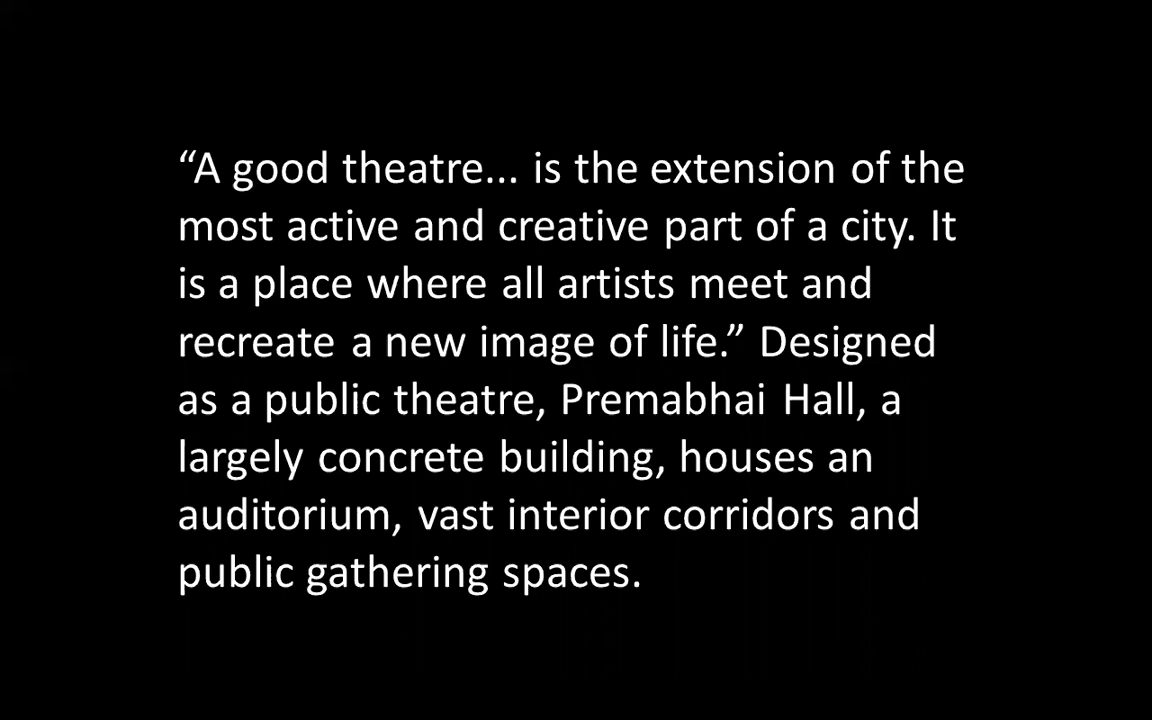 “A good theatre... is the extension of the
most active and creative part of a city. It
is a place where all artists meet and
recreate a new image of life.” Designed
as a public theatre, Premabhai Hall, a
largely concrete building, houses an
auditorium, vast interior corridors and
public gathering spaces.